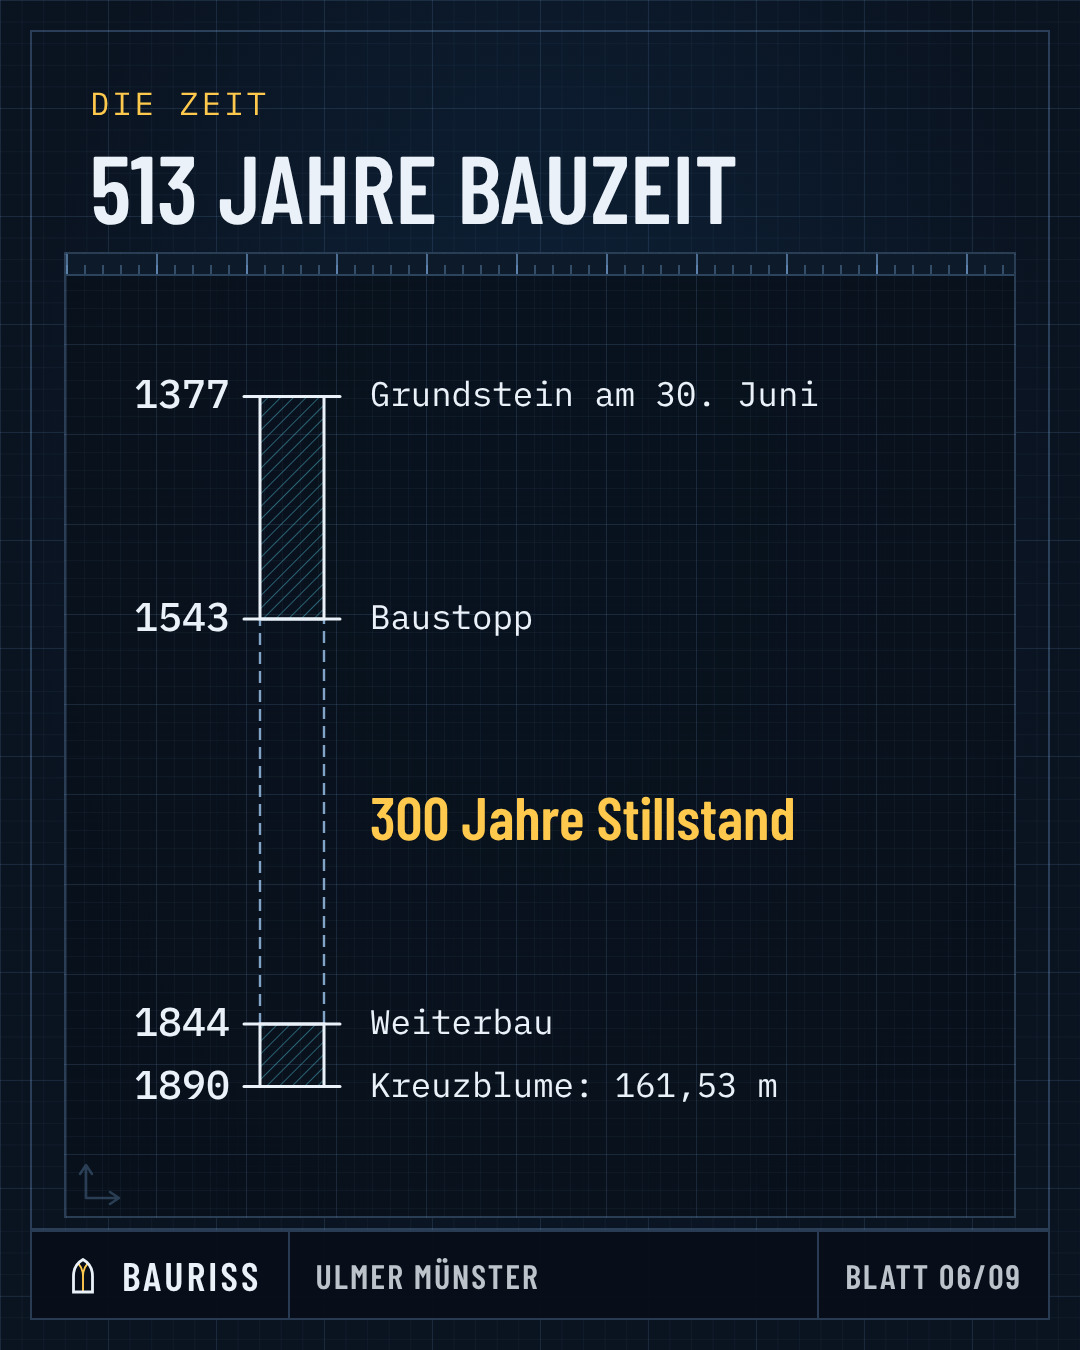 DIE ZEIT
513 JAHRE BAUZEIT
1377 Grundstein am 30. Juni
1543 Baustopp
300 Jahre Stillstand
1844 Weiterbau
1890 Kreuzblume: 161,53 m
BAURISS ULMER MÜNSTER BLATT 06/09